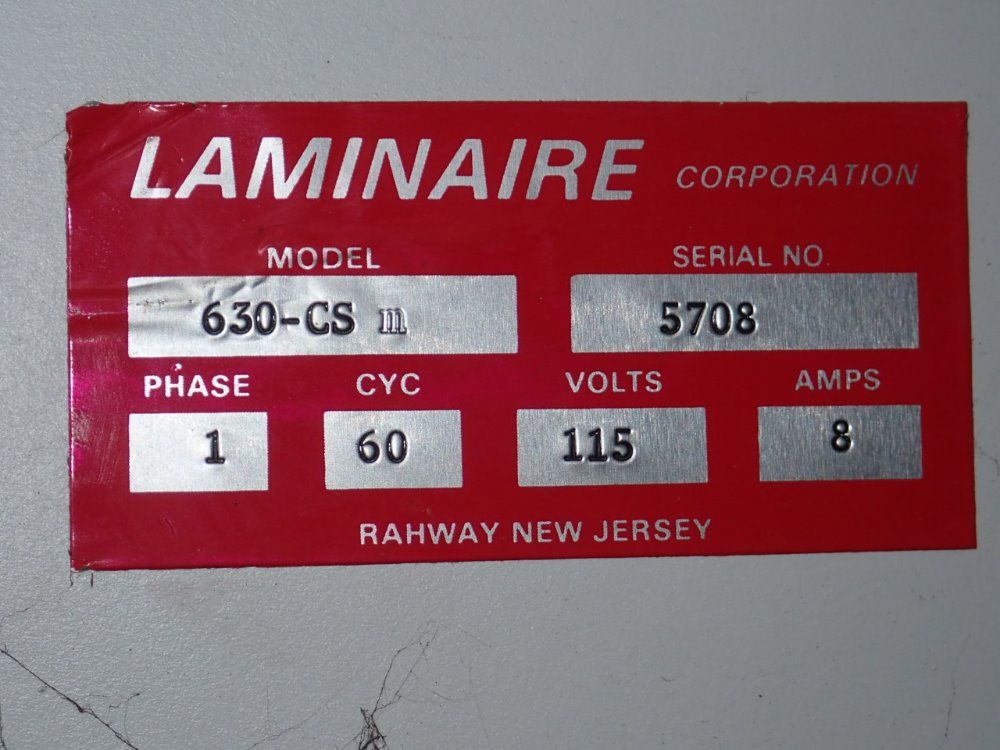 LAMINAIRE CORPORATION
MODEL SERIAL NO.
630-CS m 5708
PHASE CYC VOLTS AMPS
1 60 115 8
RAHWAY NEW JERSEY